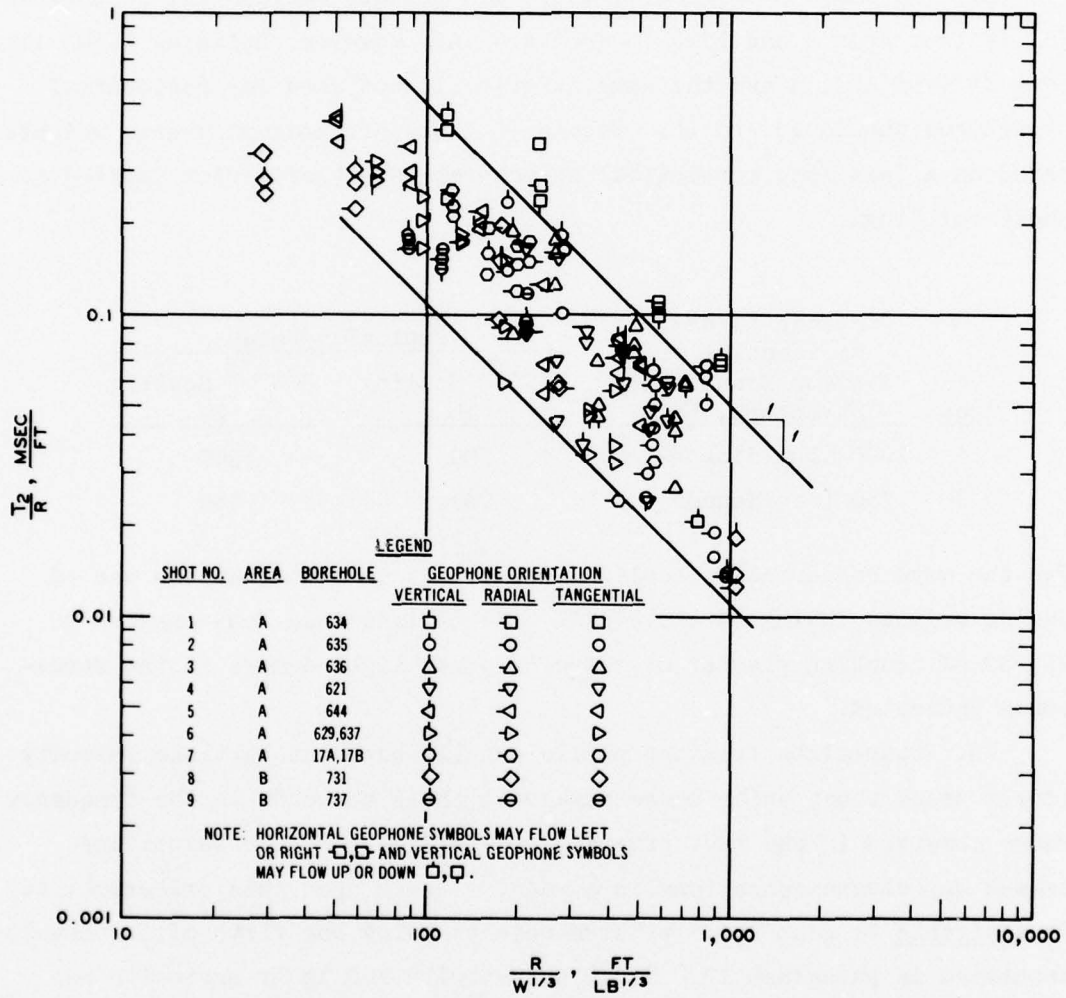 1
0.1
0.01
0.001
T2/R, MSEC/FT
10
100
1,000
10,000
R/W^1/3, FT/LB^1/3
1
1
LEGEND
SHOT NO. AREA BOREHOLE GEOPHONE ORIENTATION
VERTICAL RADIAL TANGENTIAL
1 A 634
2 A 635
3 A 636
4 A 621
5 A 644
6 A 629,637
7 A 17A,17B
8 B 731
9 B 737
NOTE: HORIZONTAL GEOPHONE SYMBOLS MAY FLOW LEFT
OR RIGHT , AND VERTICAL GEOPHONE SYMBOLS
MAY FLOW UP OR DOWN , .